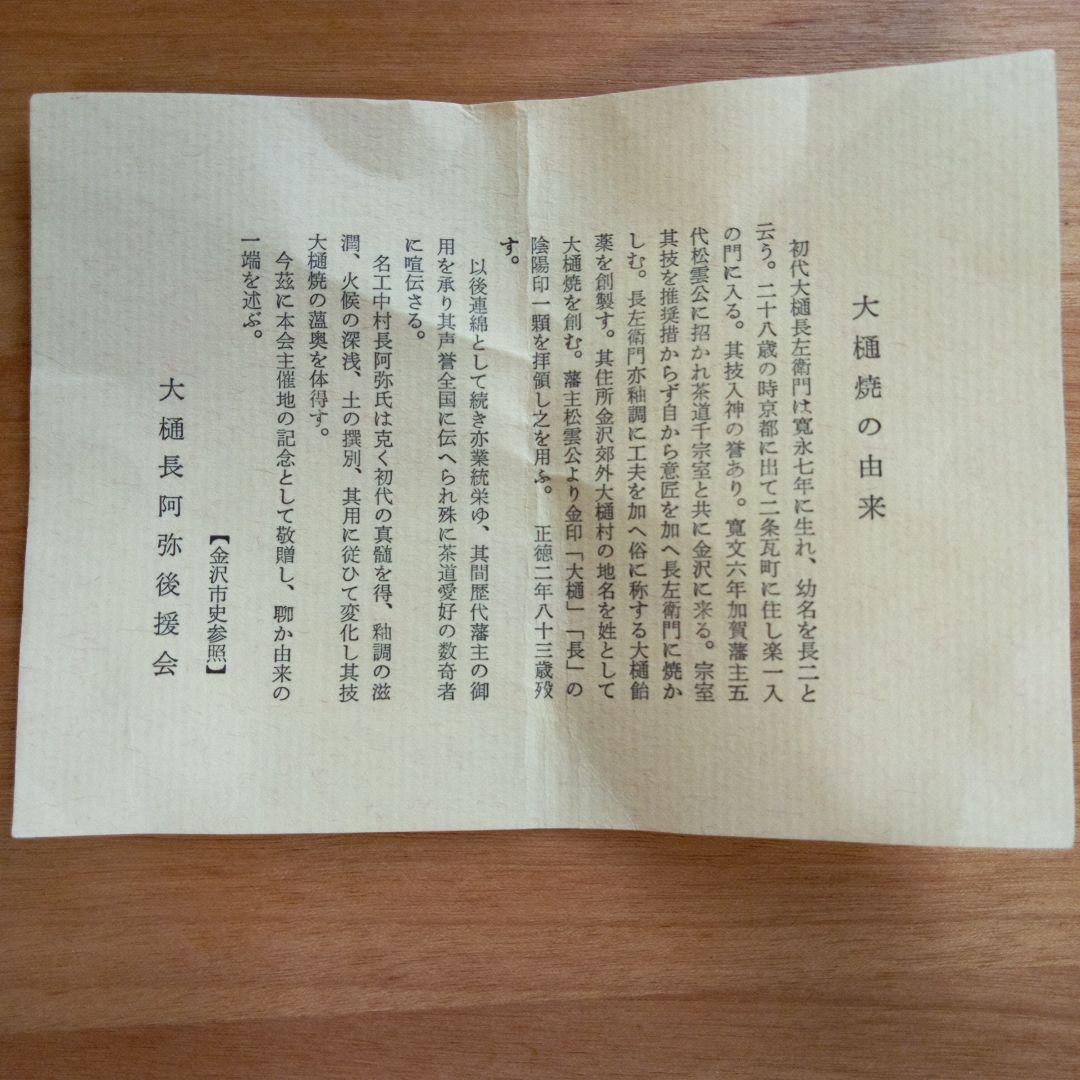 大樋焼の由来
初代大樋長左衛門は寛永七年に生れ、幼名を長二と
云う。二十八歳の時京都に出て二条瓦町に住し楽一入
の門に入る。其技入神の誉あり。寛文六年加賀藩主五
代松雲公に招かれ茶道千宗室と共に金沢に来る。宗室
其技を推奨措からず自から意匠を加へ長左衛門に焼か
しむ。長左衛門亦釉調に工夫を加へ俗に称する大樋飴
薬を創製す。其住所金沢郊外大樋村の地名を姓として
大樋焼を創む。藩主松雲公より金印「大樋」「長」の
陰陽印一顆を拝領し之を用ふ。 正徳二年八十三歳歿
す。
以後連綿として続き亦業統栄ゆ、其間歴代藩主の御
用を承り其声誉全国に伝へられ殊に茶道愛好の数奇者
に喧伝さる。
名工中村長阿弥氏は克く初代の真髄を得、釉調の滋
潤、火候の深浅、土の撰別、其用に従ひて変化し其技
大樋焼の薀奥を体得す。
今茲に本会主催地の記念として敬贈し、聊か由来の
一端を述ぶ。
【金沢市史参照】
大樋長阿弥後援会